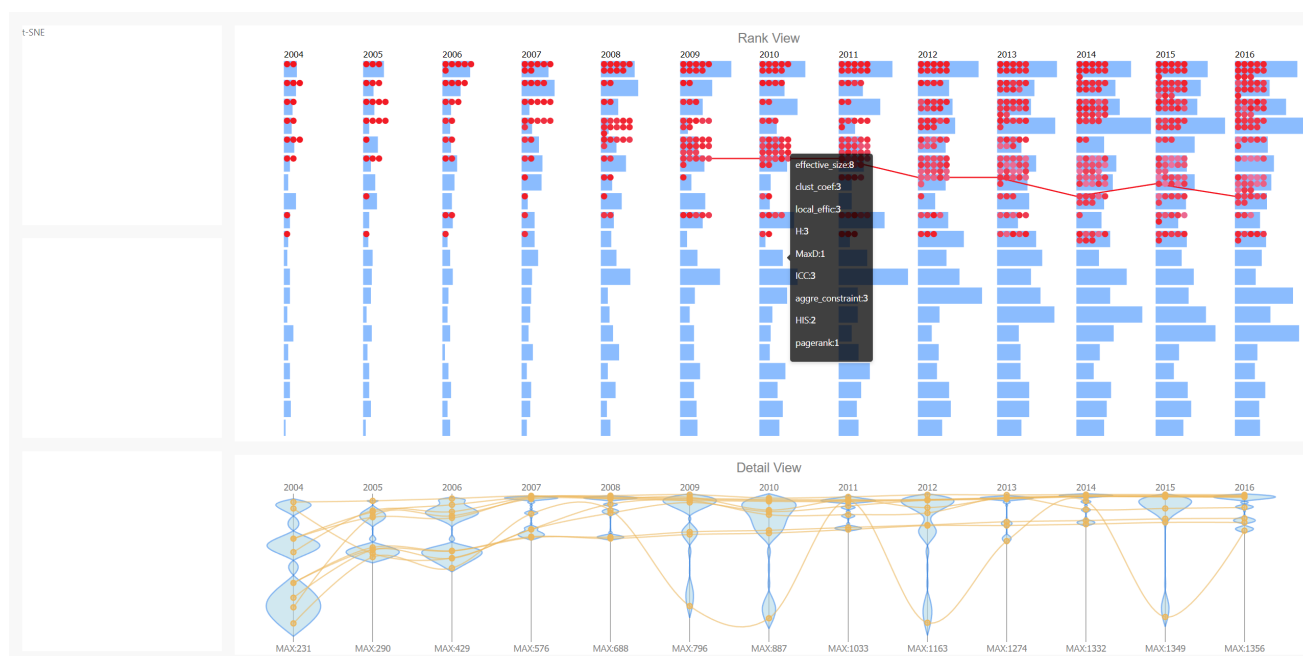 t-SNE
Rank View
2004 2005 2006 2007 2008 2009 2010 2011 2012 2013 2014 2015 2016
effective_size:8
clust_coef:3
local_effic:3
H:3
MaxD:1
ICC:3
aggre_constraint:3
HIS:2
pagerank:1
Detail View
2004 2005 2006 2007 2008 2009 2010 2011 2012 2013 2014 2015 2016
MAX:231 MAX:290 MAX:429 MAX:576 MAX:688 MAX:796 MAX:887 MAX:1033 MAX:1163 MAX:1274 MAX:1332 MAX:1349 MAX:1356